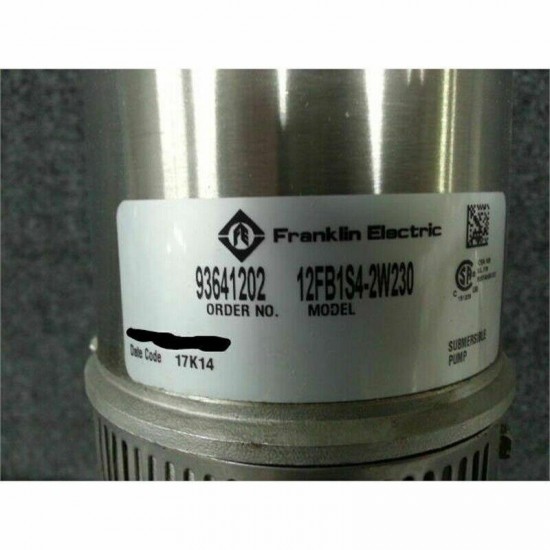 Franklin Electric
93641202 12FB1S4-2W230
ORDER NO. MODEL
Date Code 17K14
SUBMERSIBLE
PUMP